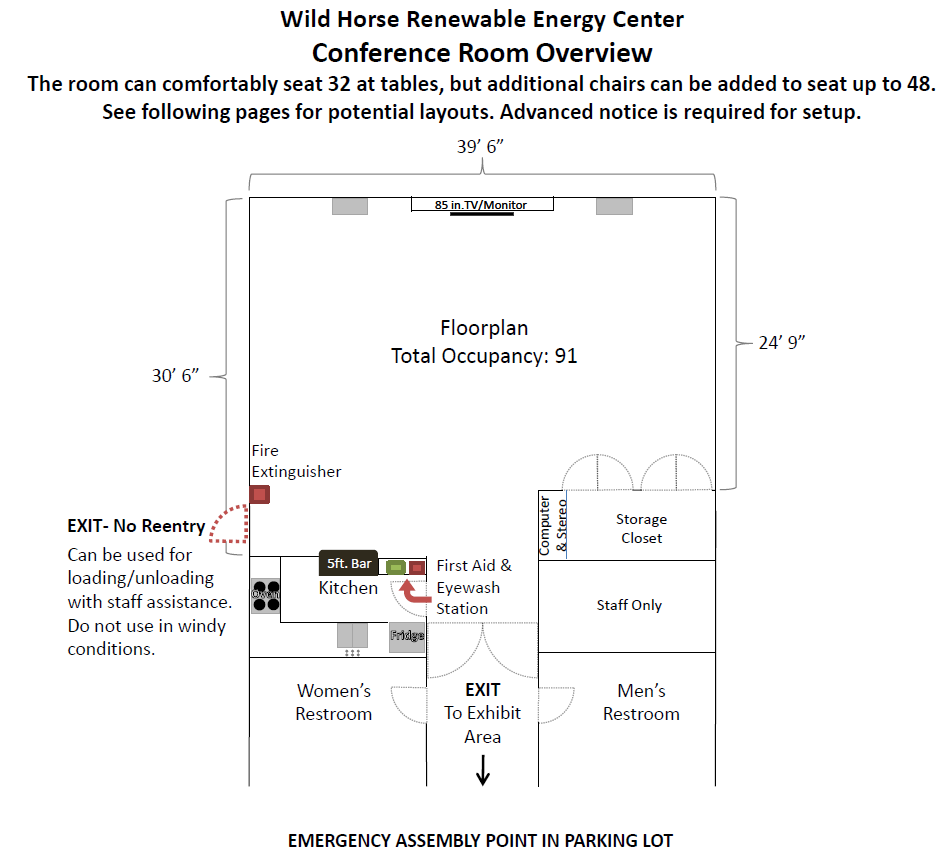 Wild Horse Renewable Energy Center
Conference Room Overview
The room can comfortably seat 32 at tables, but additional chairs can be added to seat up to 48.
See following pages for potential layouts. Advanced notice is required for setup.
39’ 6”
85 in.TV/Monitor
Floorplan
Total Occupancy: 91
24’ 9”
30’ 6”
Fire
Extinguisher
EXIT- No Reentry
Can be used for
loading/unloading
with staff assistance.
Do not use in windy
conditions.
Computer
& Stereo
Storage
Closet
5ft. Bar
Kitchen
First Aid &
Eyewash
Station
Oven
Fridge
Staff Only
Women’s
Restroom
EXIT
To Exhibit
Area
Men’s
Restroom
EMERGENCY ASSEMBLY POINT IN PARKING LOT